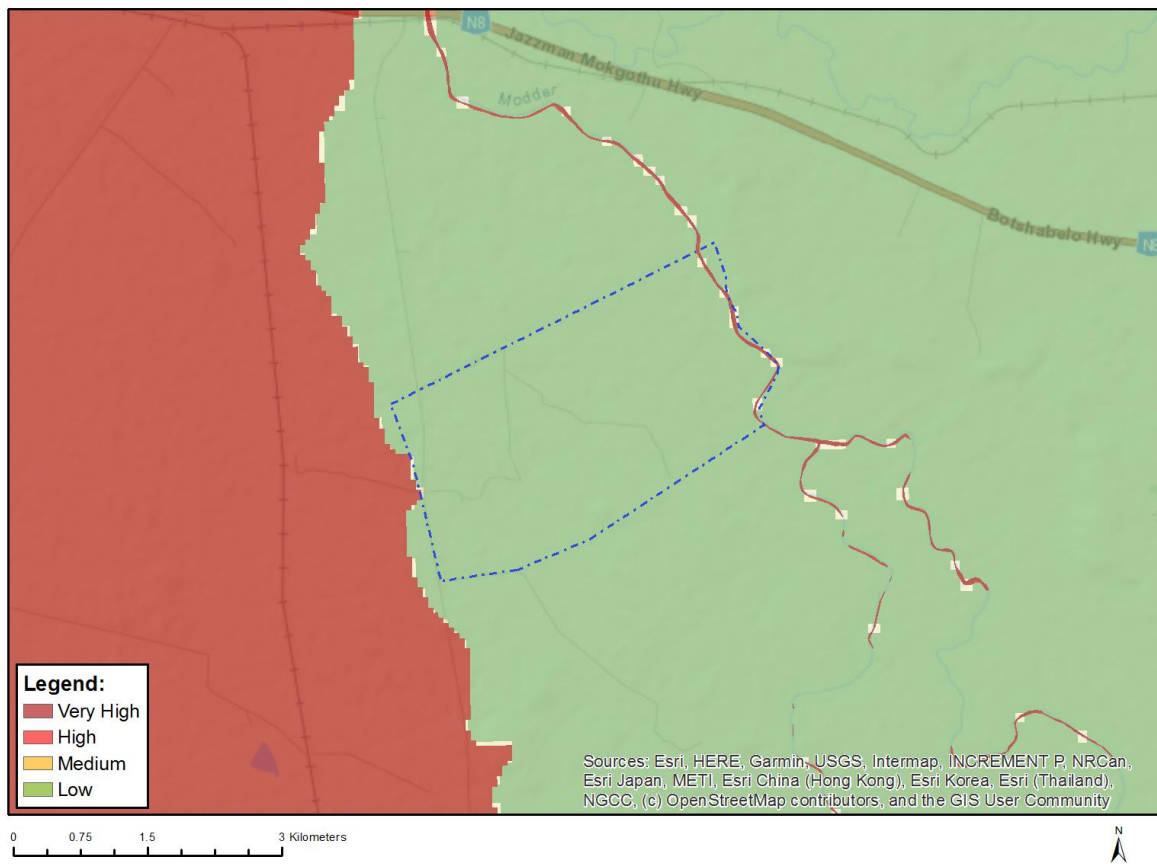 N8
Jazzman Mokgothu Hwy
Modder
Botshabelo Hwy
N8
Legend:
Very High
High
Medium
Low
Sources: Esri, HERE, Garmin, USGS, Intermap, INCREMENT P, NRCan,
Esri Japan, METI, Esri China (Hong Kong), Esri Korea, Esri (Thailand),
NGCC, (c) OpenStreetMap contributors, and the GIS User Community
0 0.75 1.5 3 Kilometers
N